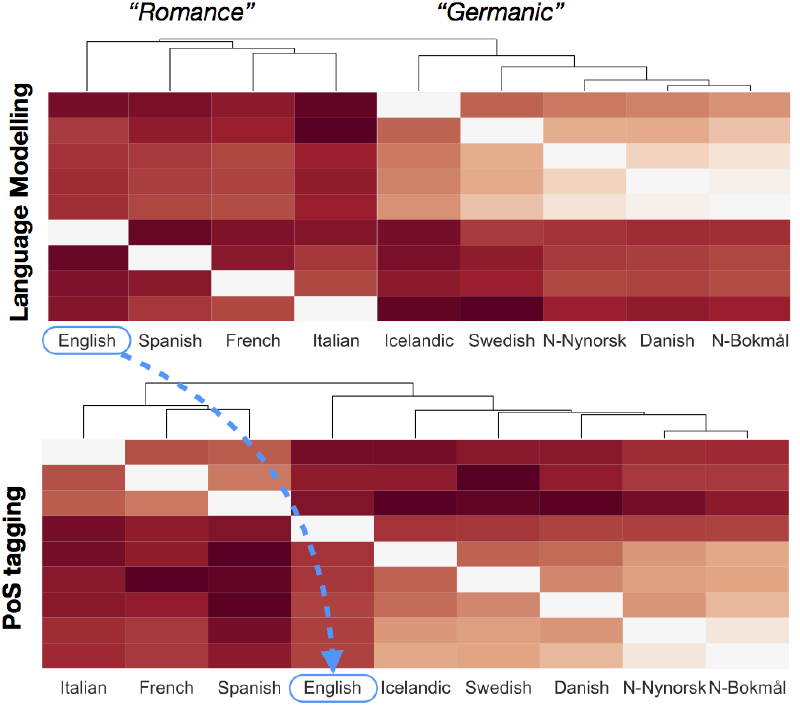 “Romance” “Germanic”
Language Modelling
English Spanish French Italian Icelandic Swedish N-Nynorsk Danish N-Bokmål
PoS tagging
Italian French Spanish English Icelandic Swedish Danish N-Nynorsk N-Bokmål